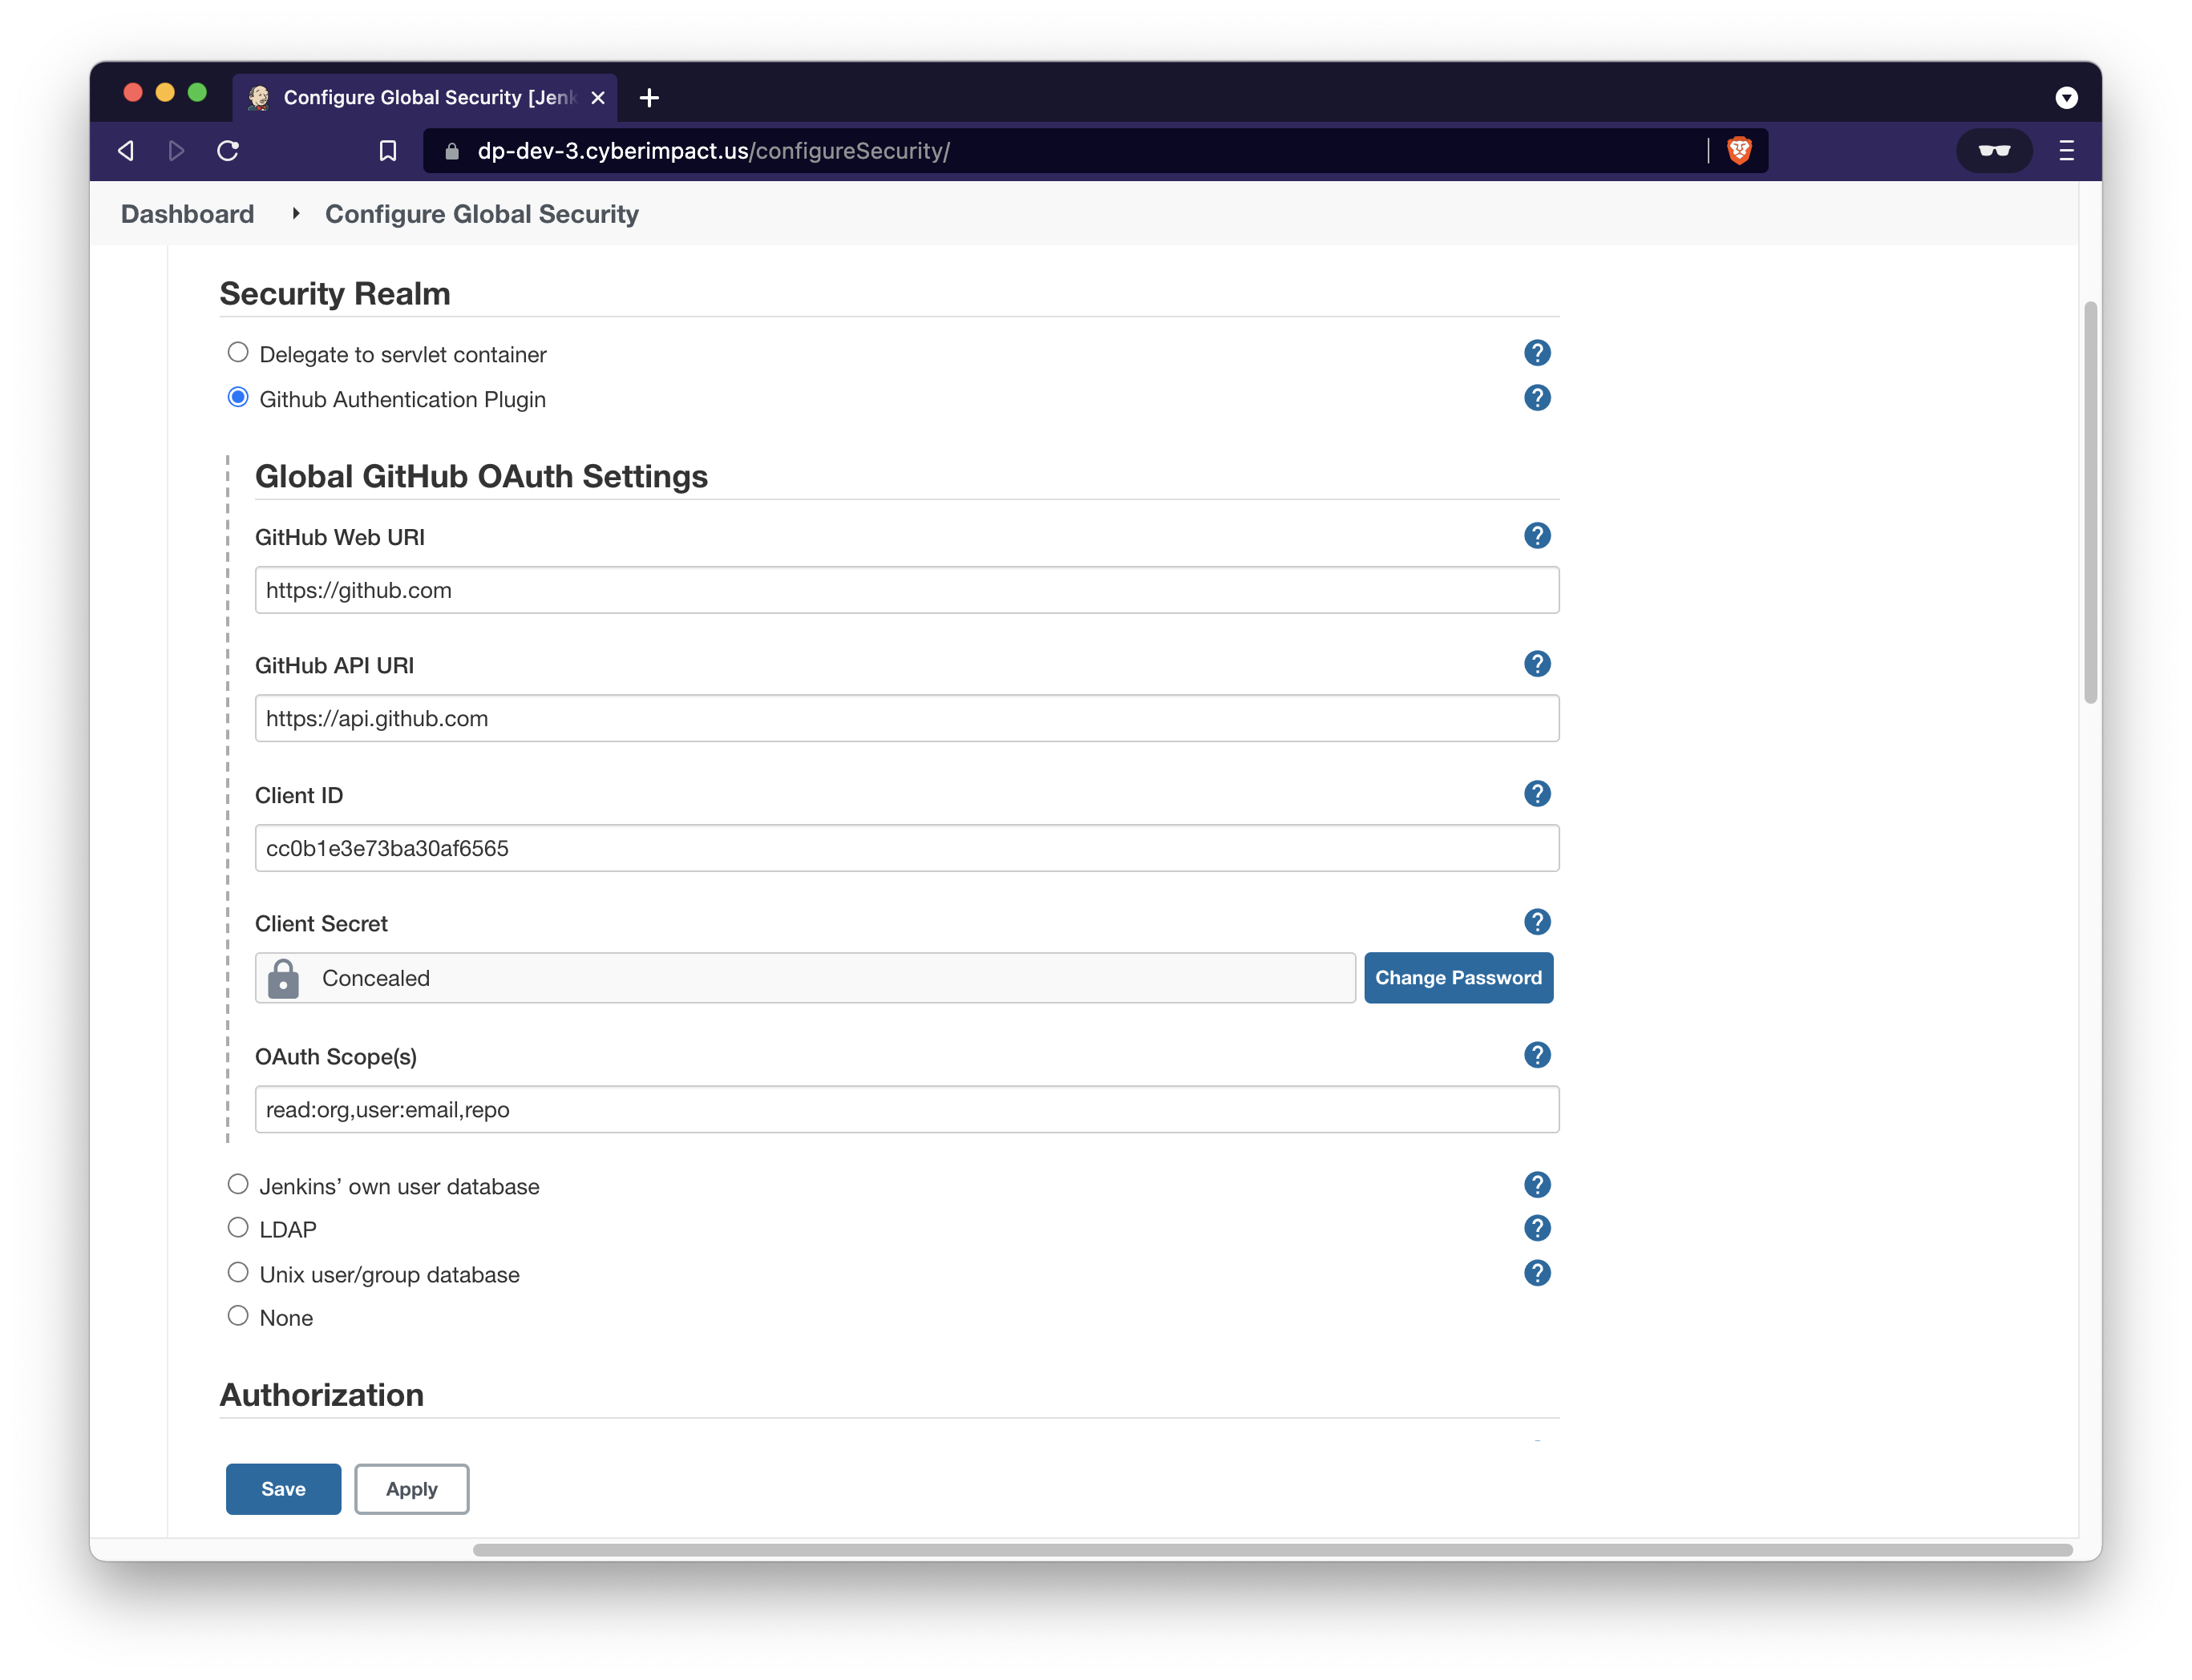 Configure Global Security [Jenk
dp-dev-3.cyberimpact.us/configureSecurity/
Dashboard Configure Global Security
Security Realm
Delegate to servlet container ?
Github Authentication Plugin ?
Global GitHub OAuth Settings
GitHub Web URI ?
https://github.com
GitHub API URI ?
https://api.github.com
Client ID ?
cc0b1e3e73ba30af6565
Client Secret ?
Concealed Change Password
OAuth Scope(s) ?
read:org,user:email,repo
Jenkins’ own user database ?
LDAP ?
Unix user/group database ?
None
Authorization
Save Apply